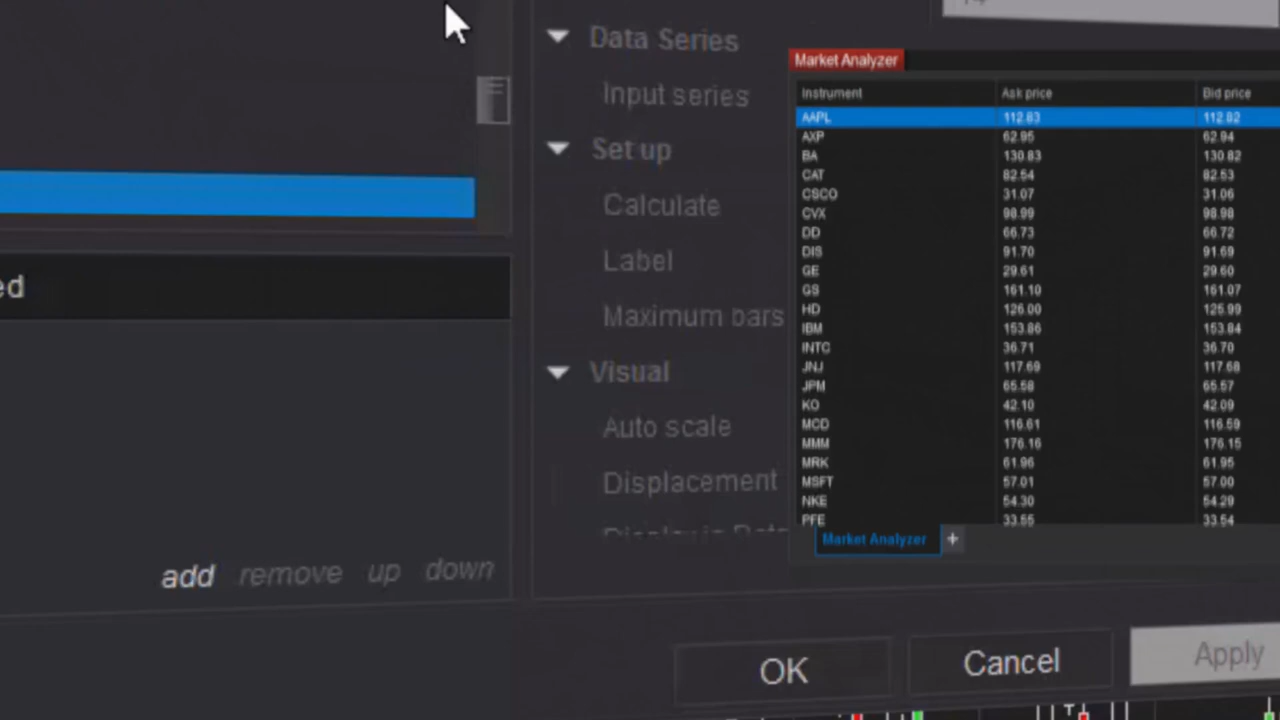 Data Series
Input series
Set up
Calculate
Label
Maximum bars
Visual
Auto scale
Displacement
ed
add remove up down
Market Analyzer
Instrument Ask price Bid price
AAPL 112.83 112.82
AXP 62.95 62.94
BA 130.83 130.82
CAT 82.54 82.53
CSCO 31.07 31.06
CVX 98.99 98.98
DD 66.73 66.72
DIS 91.70 91.69
GE 29.61 29.60
GS 161.10 161.07
HD 126.00 125.99
IBM 153.86 153.84
INTC 36.71 36.70
JNJ 117.69 117.68
JPM 65.58 65.57
KO 42.10 42.09
MCD 116.61 116.59
MMM 176.16 176.15
MRK 61.96 61.95
MSFT 57.01 57.00
NKE 54.30 54.29
PFE 33.55 33.54
Market Analyzer +
OK Cancel Apply